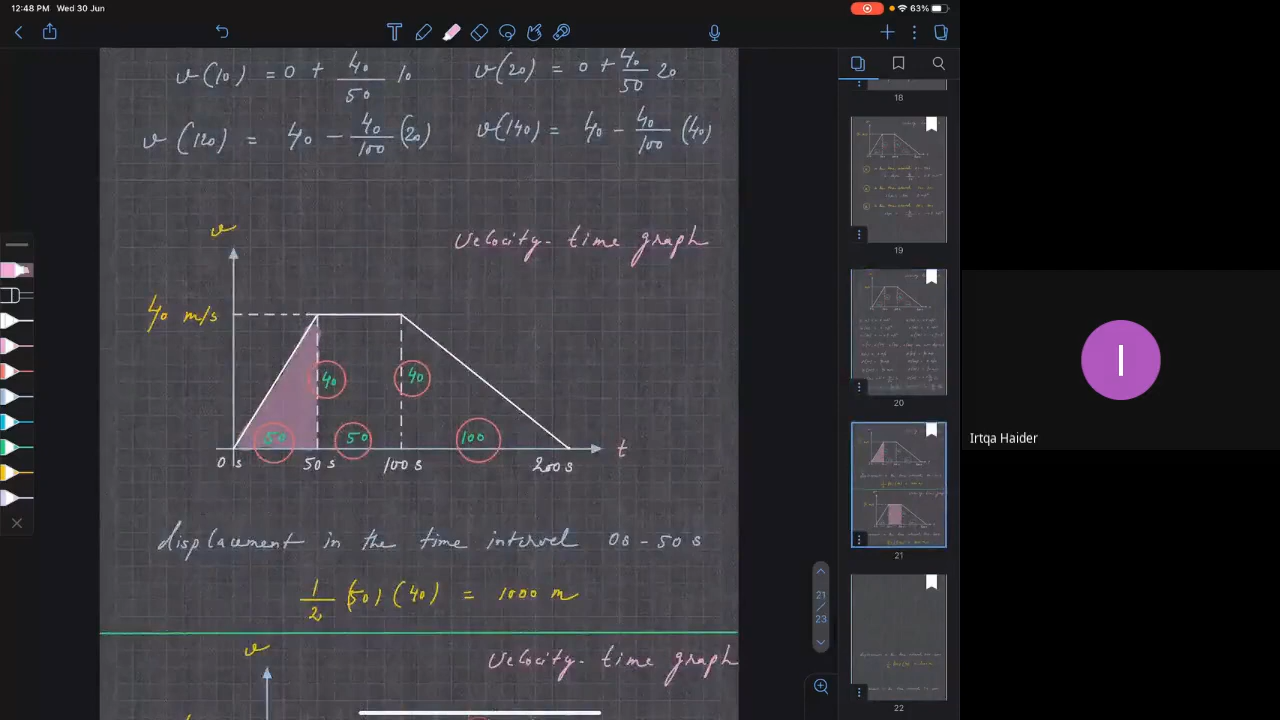 12:48 PM Wed 30 Jun
63%
v(10) = 0 + 40/50 10
v(20) = 0 + 40/50 20
v(120) = 40 - 40/100 (20)
v(140) = 40 - 40/100 (40)
v
Velocity-time graph
40 m/s
40
40
50
50
100
0 s
50 s
100 s
200 s
t
displacement in the time interval 0s - 50 s
1/2 (50) (40) = 1000 m
v
Velocity-time graph
18
19
20
21
22
21
/
23
I
Irtqa Haider